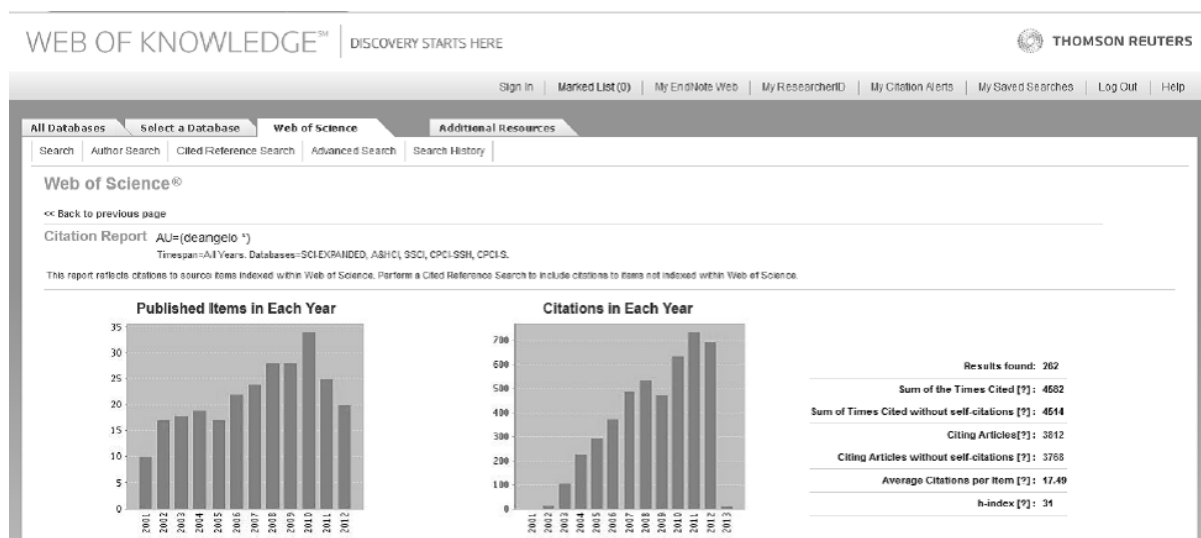 WEB OF KNOWLEDGE℠ DISCOVERY STARTS HERE
THOMSON REUTERS
Sign In Marked List (0) My EndNote Web My ResearcherID My Citation Alerts My Saved Searches Log Out Help
All Databases Select a Database Web of Science Additional Resources
Search Author Search Cited Reference Search Advanced Search Search History
Web of Science®
<< Back to previous page
Citation Report AU=(deangelo *)
Timespan=All Years. Databases=SCI-EXPANDED, A&HCI, SSCI, CPCI-SSH, CPCI-S.
This report reflects citations to source items indexed within Web of Science. Perform a Cited Reference Search to include citations to items not indexed within Web of Science.
Published Items in Each Year
35
30
25
20
15
10
5
0
2001 2002 2003 2004 2005 2006 2007 2008 2009 2010 2011 2012
Citations in Each Year
700
600
500
400
300
200
100
0
2001 2002 2003 2004 2005 2006 2007 2008 2009 2010 2011 2012 2013
Results found: 262
Sum of the Times Cited [?] : 4582
Sum of Times Cited without self-citations [?] : 4514
Citing Articles[?] : 3812
Citing Articles without self-citations [?] : 3768
Average Citations per Item [?] : 17.49
h-index [?] : 31